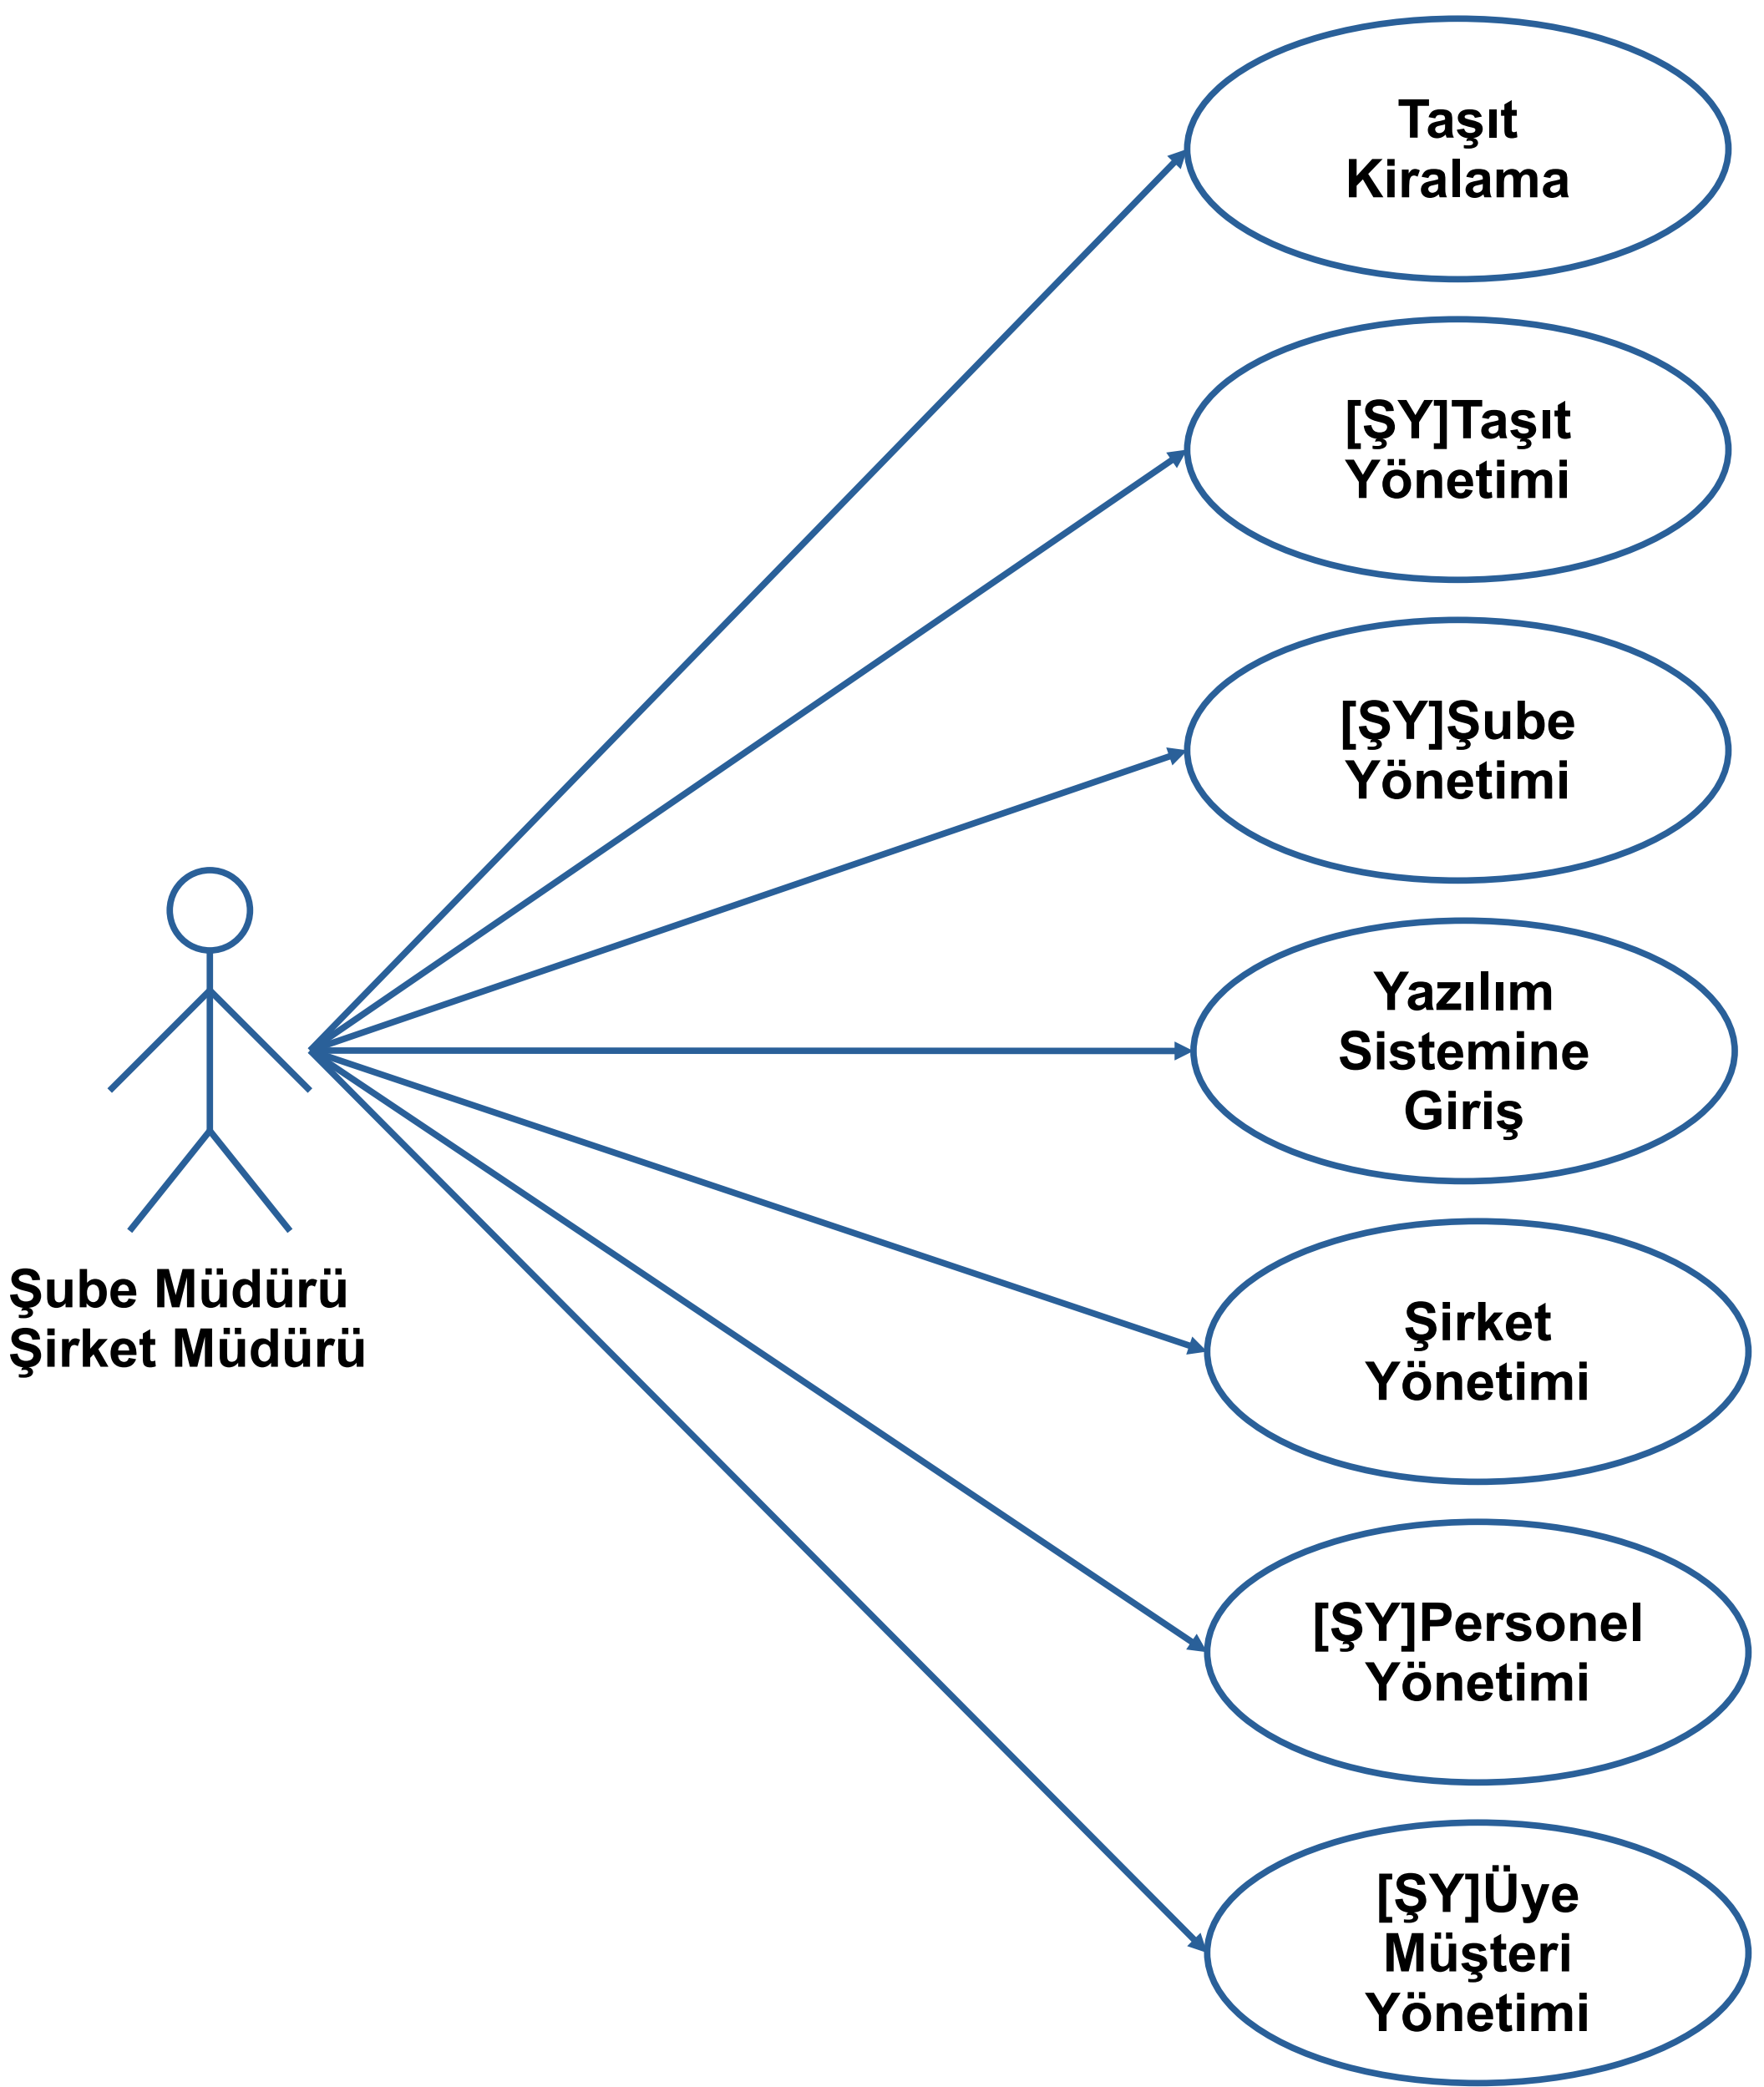 Taşıt
Kiralama
[ŞY]Taşıt
Yönetimi
[ŞY]Şube
Yönetimi
Yazılım
Sistemine
Giriş
Şube Müdürü
Şirket Müdürü
Şirket
Yönetimi
[ŞY]Personel
Yönetimi
[ŞY]Üye
Müşteri
Yönetimi